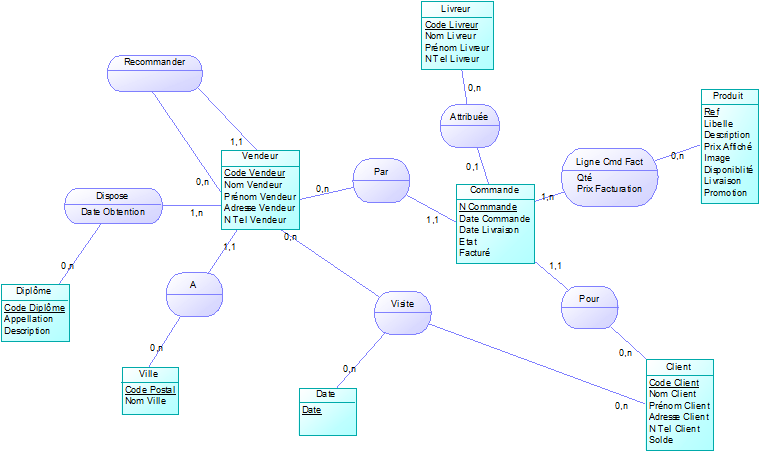 Livreur
Code Livreur
Nom Livreur
Prénom Livreur
N Tel Livreur
0,n
Attribuée
0,1
Recommander
1,1
0,n
Vendeur
Code Vendeur
Nom Vendeur
Prénom Vendeur
Adresse Vendeur
N Tel Vendeur
Par
0,n
1,1
Commande
N Commande
Date Commande
Date Livraison
Etat
Facturé
1,n
Ligne Cmd Fact
Qté
Prix Facturation
0,n
Produit
Ref
Libelle
Description
Prix Affiché
Image
Disponiblité
Livraison
Promotion
Dispose
Date Obtention
1,n
0,n
Diplôme
Code Diplôme
Appellation
Description
1,1
A
0,n
Ville
Code Postal
Nom Ville
0,n
Visite
0,n
Date
Date
0,n
1,1
Pour
0,n
Client
Code Client
Nom Client
Prénom Client
Adresse Client
N Tel Client
Solde